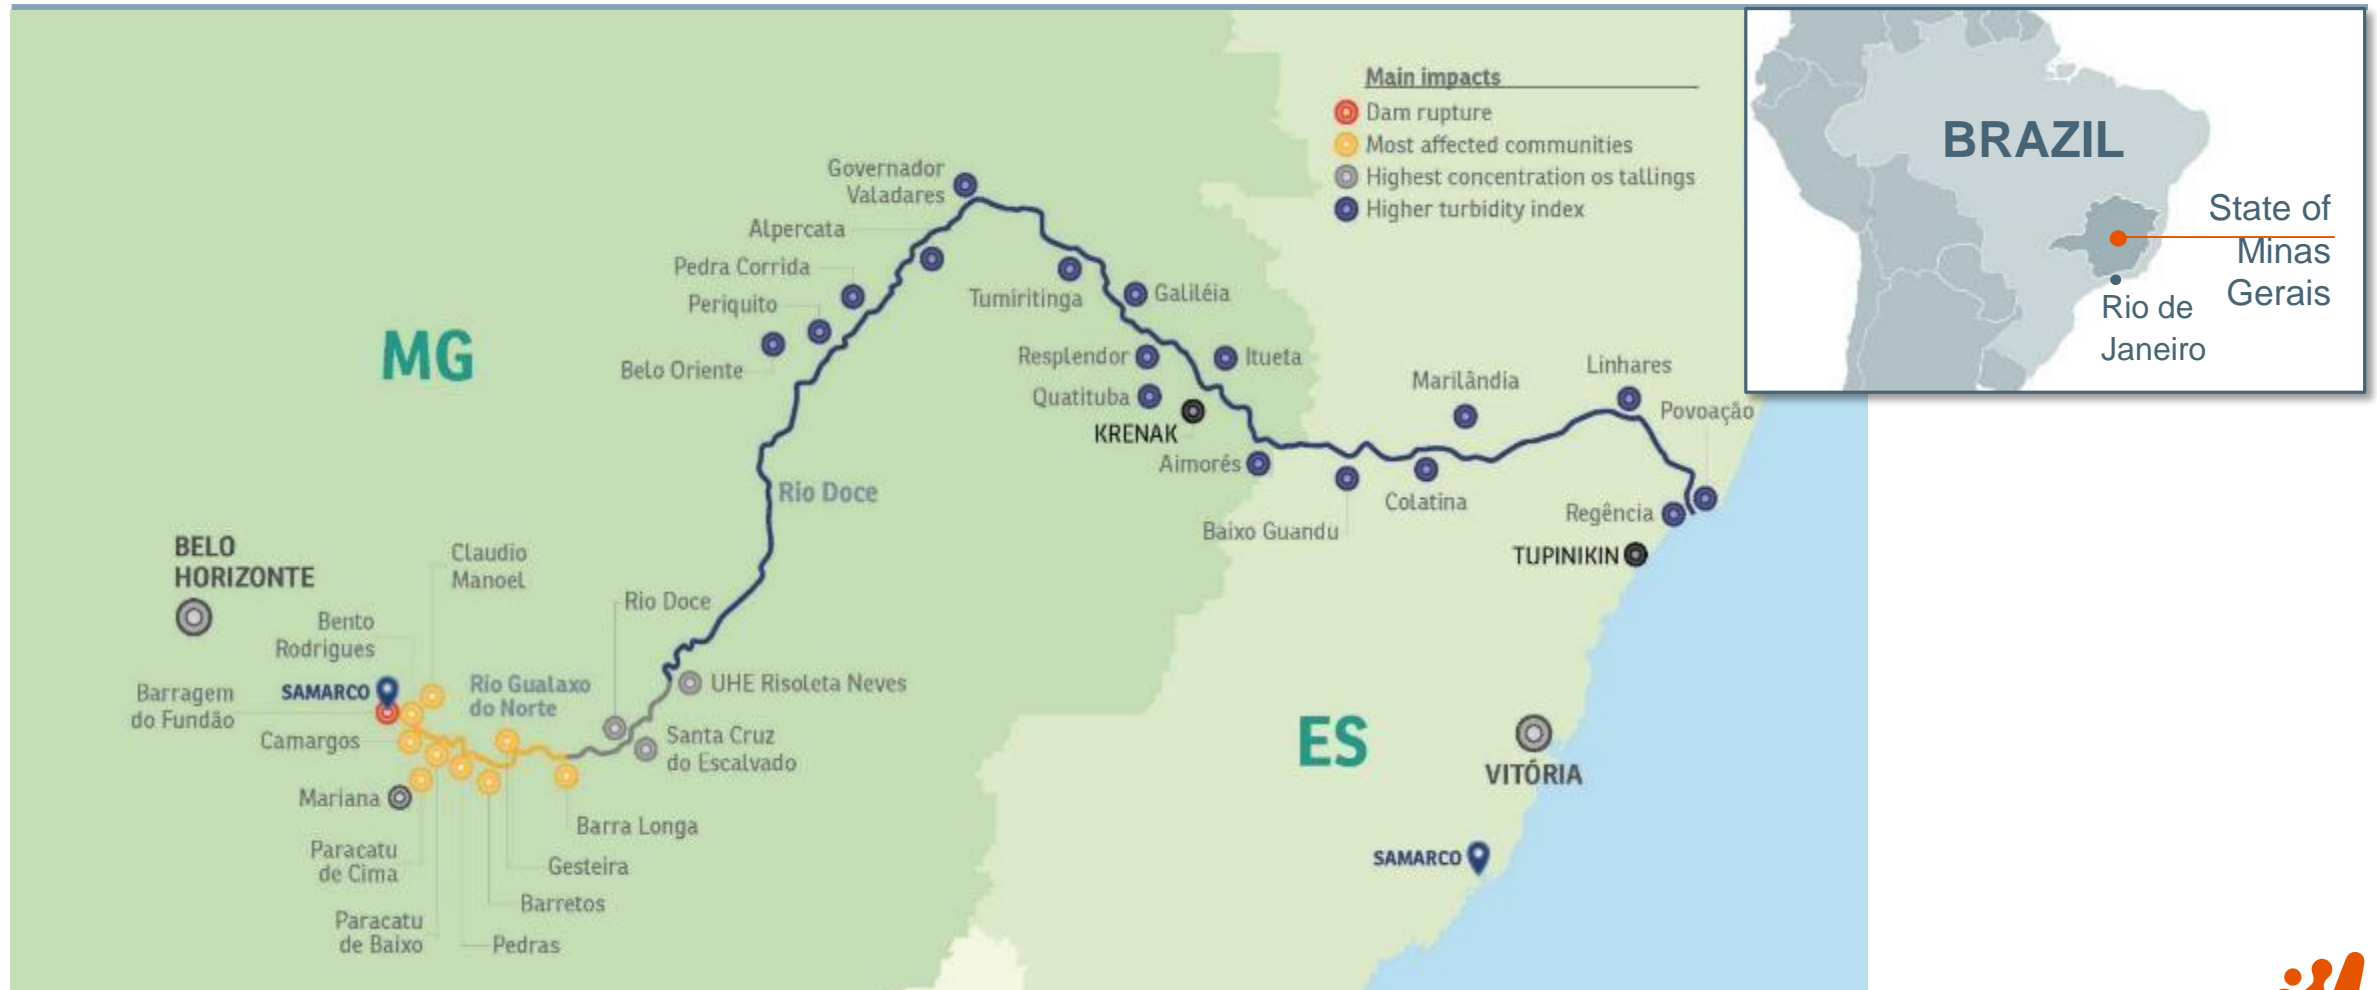 Main impacts
Dam rupture
Most affected communities
Highest concentration os tallings
Higher turbidity index
BRAZIL
State of
Minas
Gerais
Rio de
Janeiro
Governador
Valadares
Alpercata
Pedra Corrida
Periquito
Belo Oriente
MG
Tumiritinga
Galiléia
Resplendor
Itueta
Quatituba
KRENAK
Aimorés
Marilândia
Linhares
Povoação
Baixo Guandu
Colatina
Regência
TUPINIKIN
Rio Doce
BELO
HORIZONTE
Claudio
Manoel
Bento
Rodrigues
Rio Doce
SAMARCO
Barragem
do Fundão
Rio Gualaxo
do Norte
UHE Risoleta Neves
Camargos
Santa Cruz
do Escalvado
Mariana
Barra Longa
Paracatu
de Cima
Gesteira
Barretos
Paracatu
de Baixo
Pedras
ES
VITÓRIA
SAMARCO